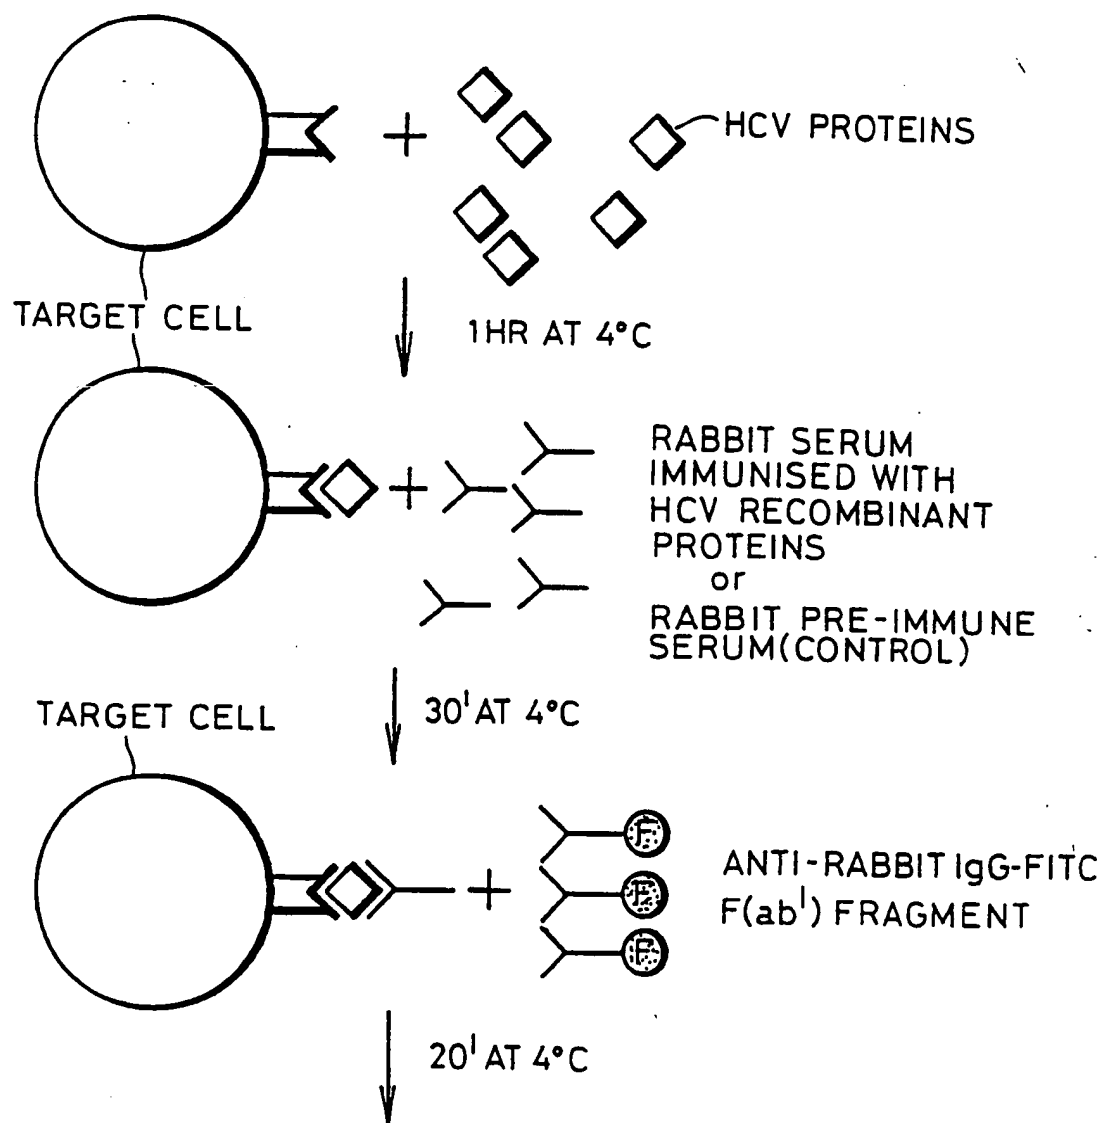 HCV PROTEINS
TARGET CELL
1HR AT 4°C
RABBIT SERUM
IMMUNISED WITH
HCV RECOMBINANT
PROTEINS
or
RABBIT PRE-IMMUNE
SERUM(CONTROL)
30' AT 4°C
TARGET CELL
F
F
F
ANTI-RABBIT IgG-FITC
F(ab') FRAGMENT
20' AT 4°C